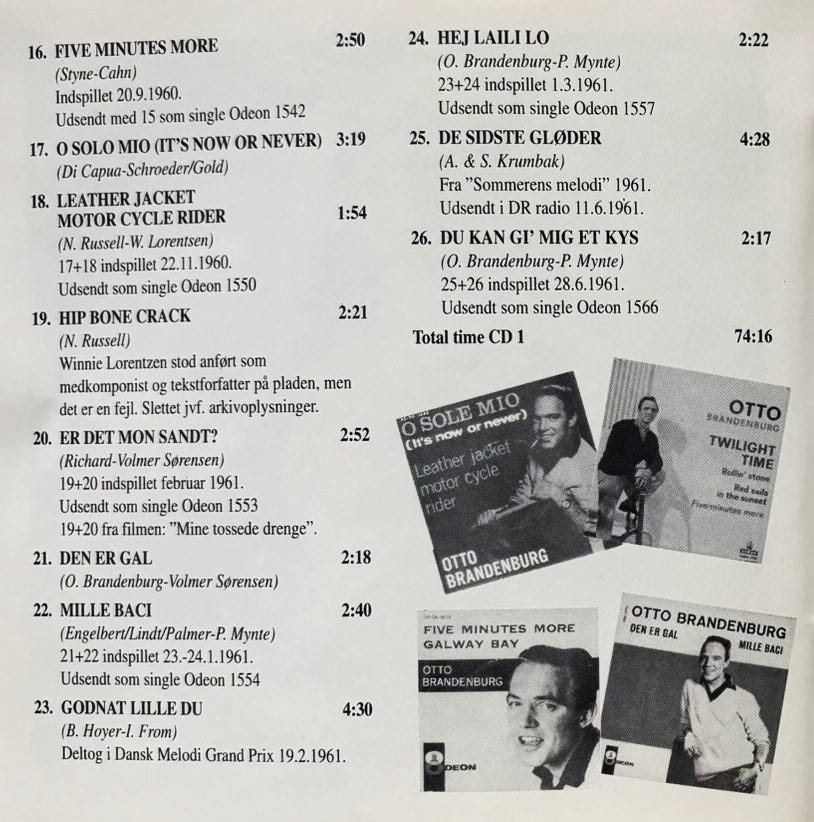 16. FIVE MINUTES MORE 2:50
(Styne-Cahn)
Indspillet 20.9.1960.
Udsendt med 15 som single Odeon 1542
17. O SOLO MIO (IT'S NOW OR NEVER) 3:19
(Di Capua-Schroeder/Gold)
18. LEATHER JACKET
MOTOR CYCLE RIDER 1:54
(N. Russell-W. Lorentsen)
17+18 indspillet 22.11.1960.
Udsendt som single Odeon 1550
19. HIP BONE CRACK 2:21
(N. Russell)
Winnie Lorentzen stod anført som
medkomponist og tekstforfatter på pladen, men
det er en fejl. Slettet jvf. arkivoplysninger.
20. ER DET MON SANDT? 2:52
(Richard-Volmer Sørensen)
19+20 indspillet februar 1961.
Udsendt som single Odeon 1553
19+20 fra filmen: ”Mine tossede drenge”.
21. DEN ER GAL 2:18
(O. Brandenburg-Volmer Sørensen)
22. MILLE BACI 2:40
(Engelbert/Lindt/Palmer-P. Mynte)
21+22 indspillet 23.-24.1.1961.
Udsendt som single Odeon 1554
23. GODNAT LILLE DU 4:30
(B. Hoyer-I. From)
Deltog i Dansk Melodi Grand Prix 19.2.1961.
24. HEJ LAILI LO 2:22
(O. Brandenburg-P. Mynte)
23+24 indspillet 1.3.1961.
Udsendt som single Odeon 1557
25. DE SIDSTE GLØDER 4:28
(A. & S. Krumbak)
Fra ”Sommerens melodi” 1961.
Udsendt i DR radio 11.6.1961.
26. DU KAN GI' MIG ET KYS 2:17
(O. Brandenburg-P. Mynte)
25+26 indspillet 28.6.1961.
Udsendt som single Odeon 1566
Total time CD 1 74:16
O SOLE MIO
(It's now or never)
Leather jacket
motor cycle
rider
OTTO
BRANDENBURG
OTTO
BRANDENBURG
TWILIGHT
TIME
Rollin' stone
Red sails
in the sunset
Five minutes more
FIVE MINUTES MORE
GALWAY BAY
OTTO
BRANDENBURG
ODEON
OTTO BRANDENBURG
DEN ER GAL MILLE BACI
ODEON